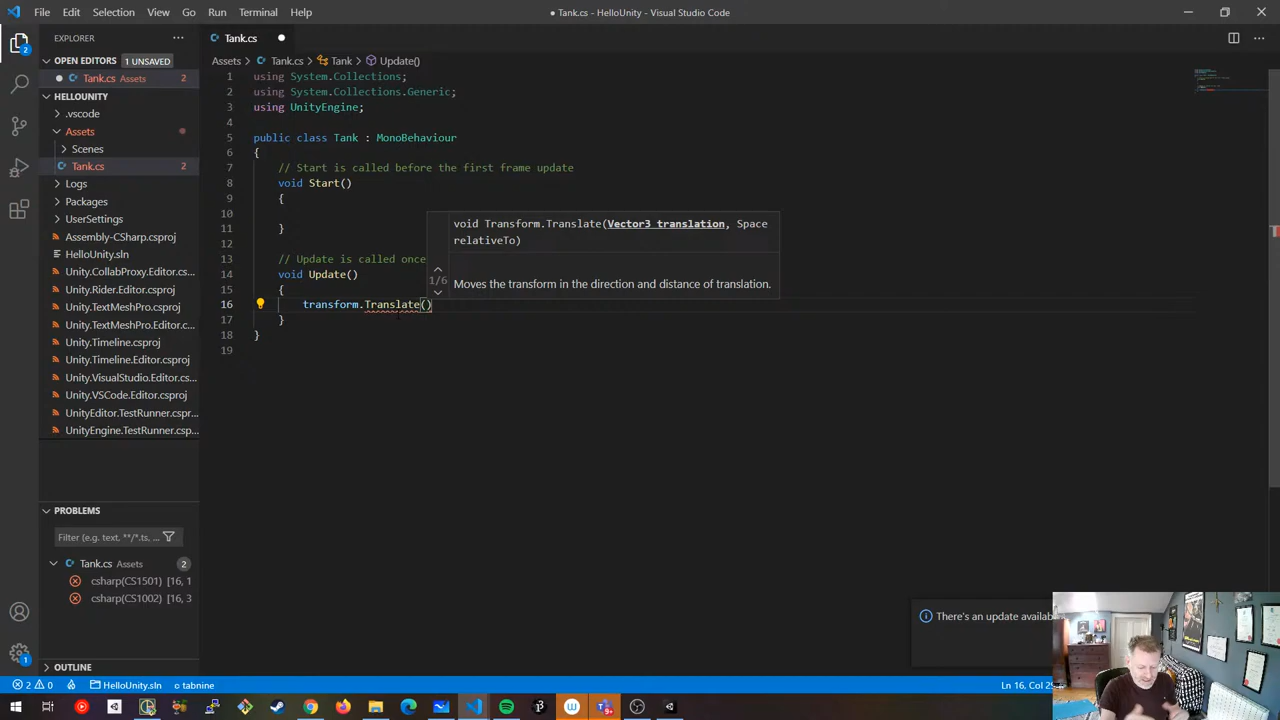 File Edit Selection View Go Run Terminal Help
● Tank.cs - HelloUnity - Visual Studio Code
EXPLORER
Tank.cs
OPEN EDITORS 1 UNSAVED
Tank.cs Assets 2
HELLOUNITY
.vscode
Assets
Scenes
Tank.cs 2
Logs
Packages
UserSettings
Assembly-CSharp.csproj
HelloUnity.sln
Unity.CollabProxy.Editor.c...
Unity.Rider.Editor.csproj
Unity.TextMeshPro.Editor.c...
Unity.TextMeshPro.csproj
Unity.Timeline.csproj
Unity.Timeline.Editor.csproj
Unity.VisualStudio.Editor.cs...
Unity.VSCode.Editor.csproj
UnityEditor.TestRunner.csproj
UnityEngine.TestRunner.csp...
PROBLEMS
Filter (e.g. text, **/*.ts, ...
Tank.cs Assets 2
csharp(CS1501) [16, 1
csharp(CS1002) [16, 3
OUTLINE
Assets > Tank.cs > Tank > Update()
1 using System.Collections;
2 using System.Collections.Generic;
3 using UnityEngine;
4
5 public class Tank : MonoBehaviour
6 {
7 // Start is called before the first frame update
8 void Start()
9 {
10
11 }
12
13 // Update is called once
14 void Update()
15 {
16 transform.Translate()
17 }
18 }
19
void Transform.Translate(Vector3 translation, Space
relativeTo)
1/6
Moves the transform in the direction and distance of translation.
There's an update availab
2 0 HelloUnity.sln tabnine
Ln 16, Col 2